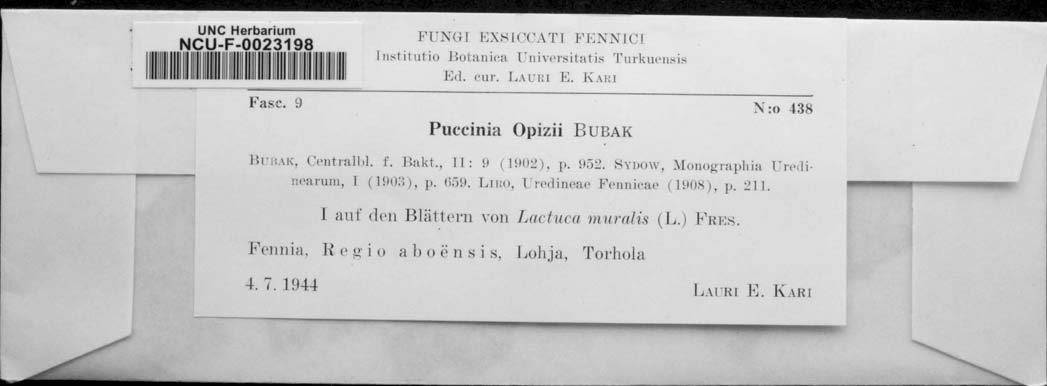 UNC Herbarium
NCU-F-0023198
FUNGI EXSICCATI FENNICI
Institutio Botanica Universitatis Turkuensis
Ed. cur. LAURI E. KARI
Fasc. 9 N:o 438
Puccinia Opizii BUBAK
BUBAK, Centralbl. f. Bakt., II: 9 (1902), p. 952. SYDOW, Monographia Uredi-
nearum, I (1903), p. 659. LIRO, Uredineae Fennicae (1908), p. 211.
I auf den Blättern von Lactuca muralis (L.) FRES.
Fennia, Regio aboënsis, Lohja, Torhola
4. 7. 1944 LAURI E. KARI